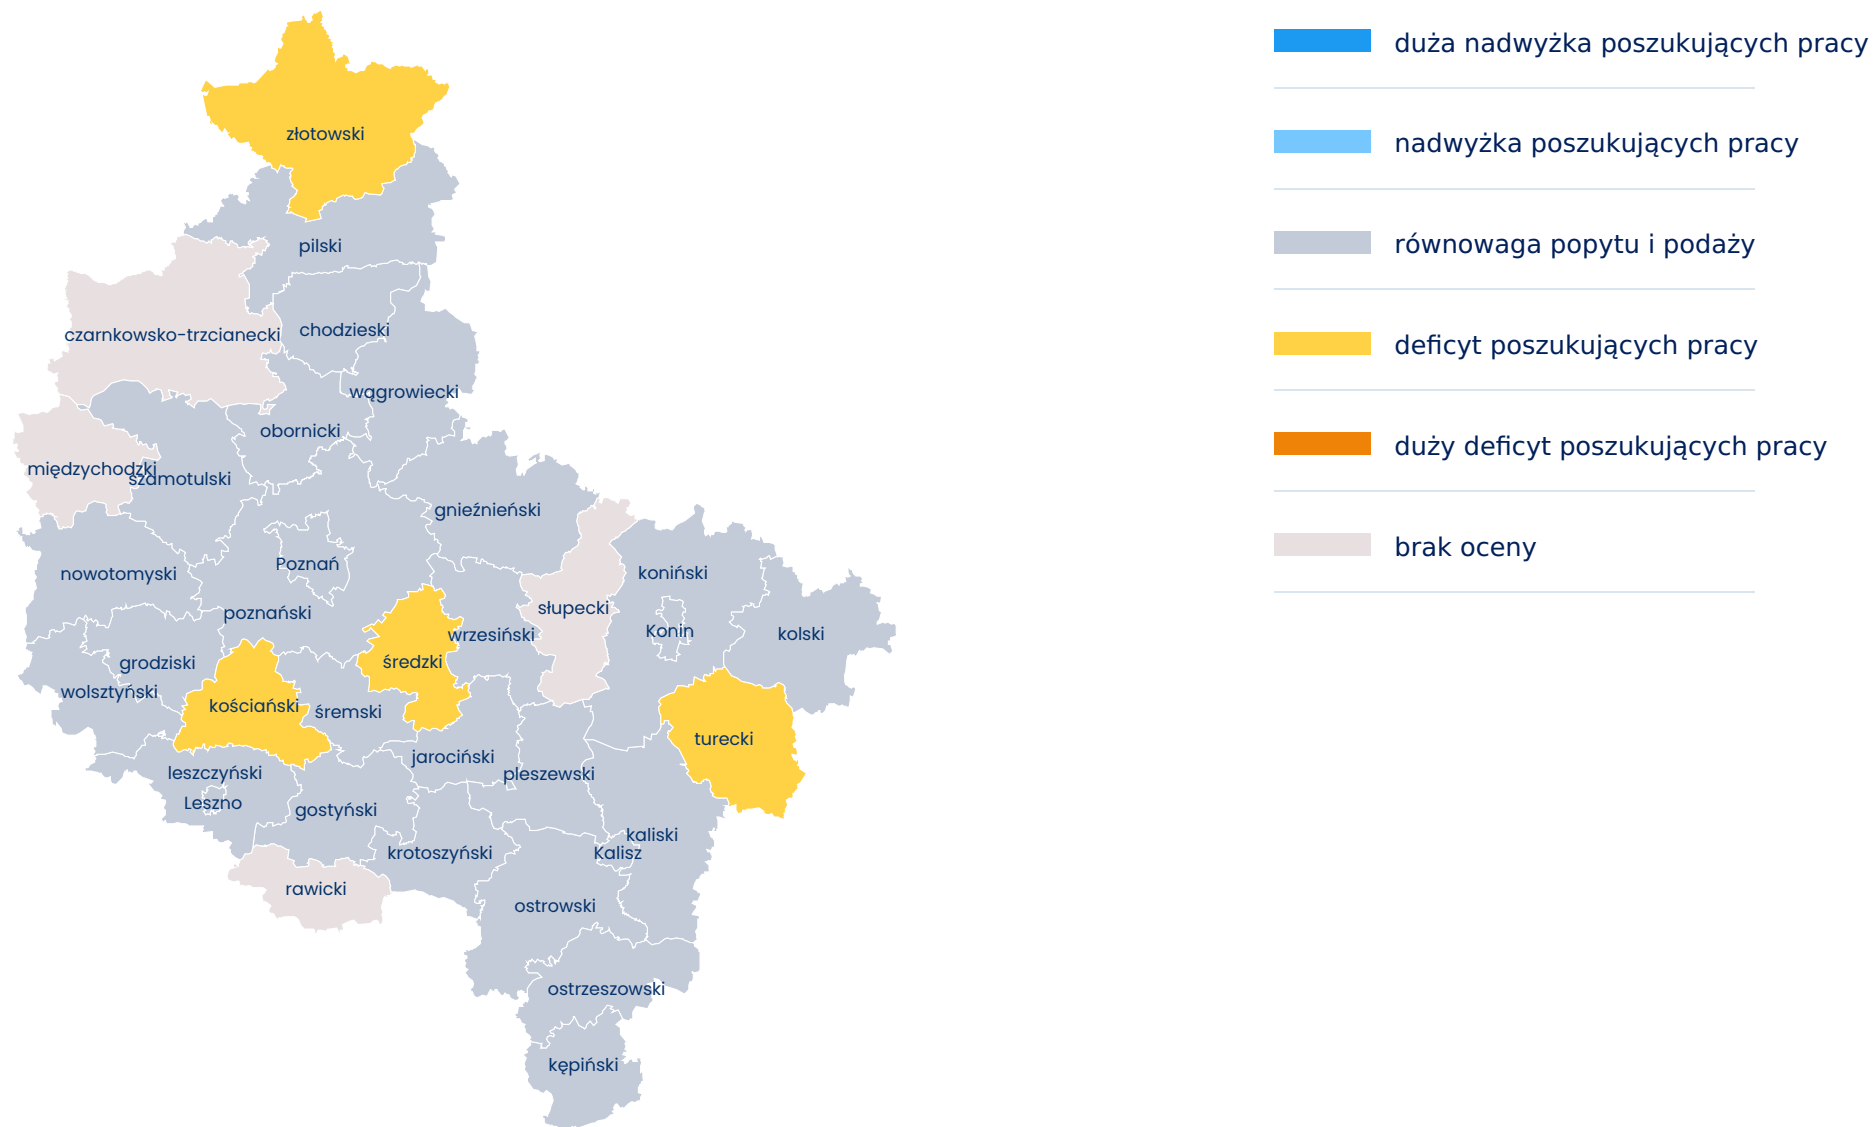 złotowski
pilski
czarnkowsko-trzcianecki
chodzieski
wągrowiecki
obornicki
międzychodzki
szamotulski
gnieźnieński
nowotomyski
Poznań
poznański
koniński
słupecki
Konin
kolski
wrzesiński
średzki
grodziski
wolsztyński
kościański
śremski
turecki
jarociński
pleszewski
leszczyński
Leszno
gostyński
krotoszyński
kaliski
Kalisz
rawicki
ostrowski
ostrzeszowski
kępiński
duża nadwyżka poszukujących pracy
nadwyżka poszukujących pracy
równowaga popytu i podaży
deficyt poszukujących pracy
duży deficyt poszukujących pracy
brak oceny